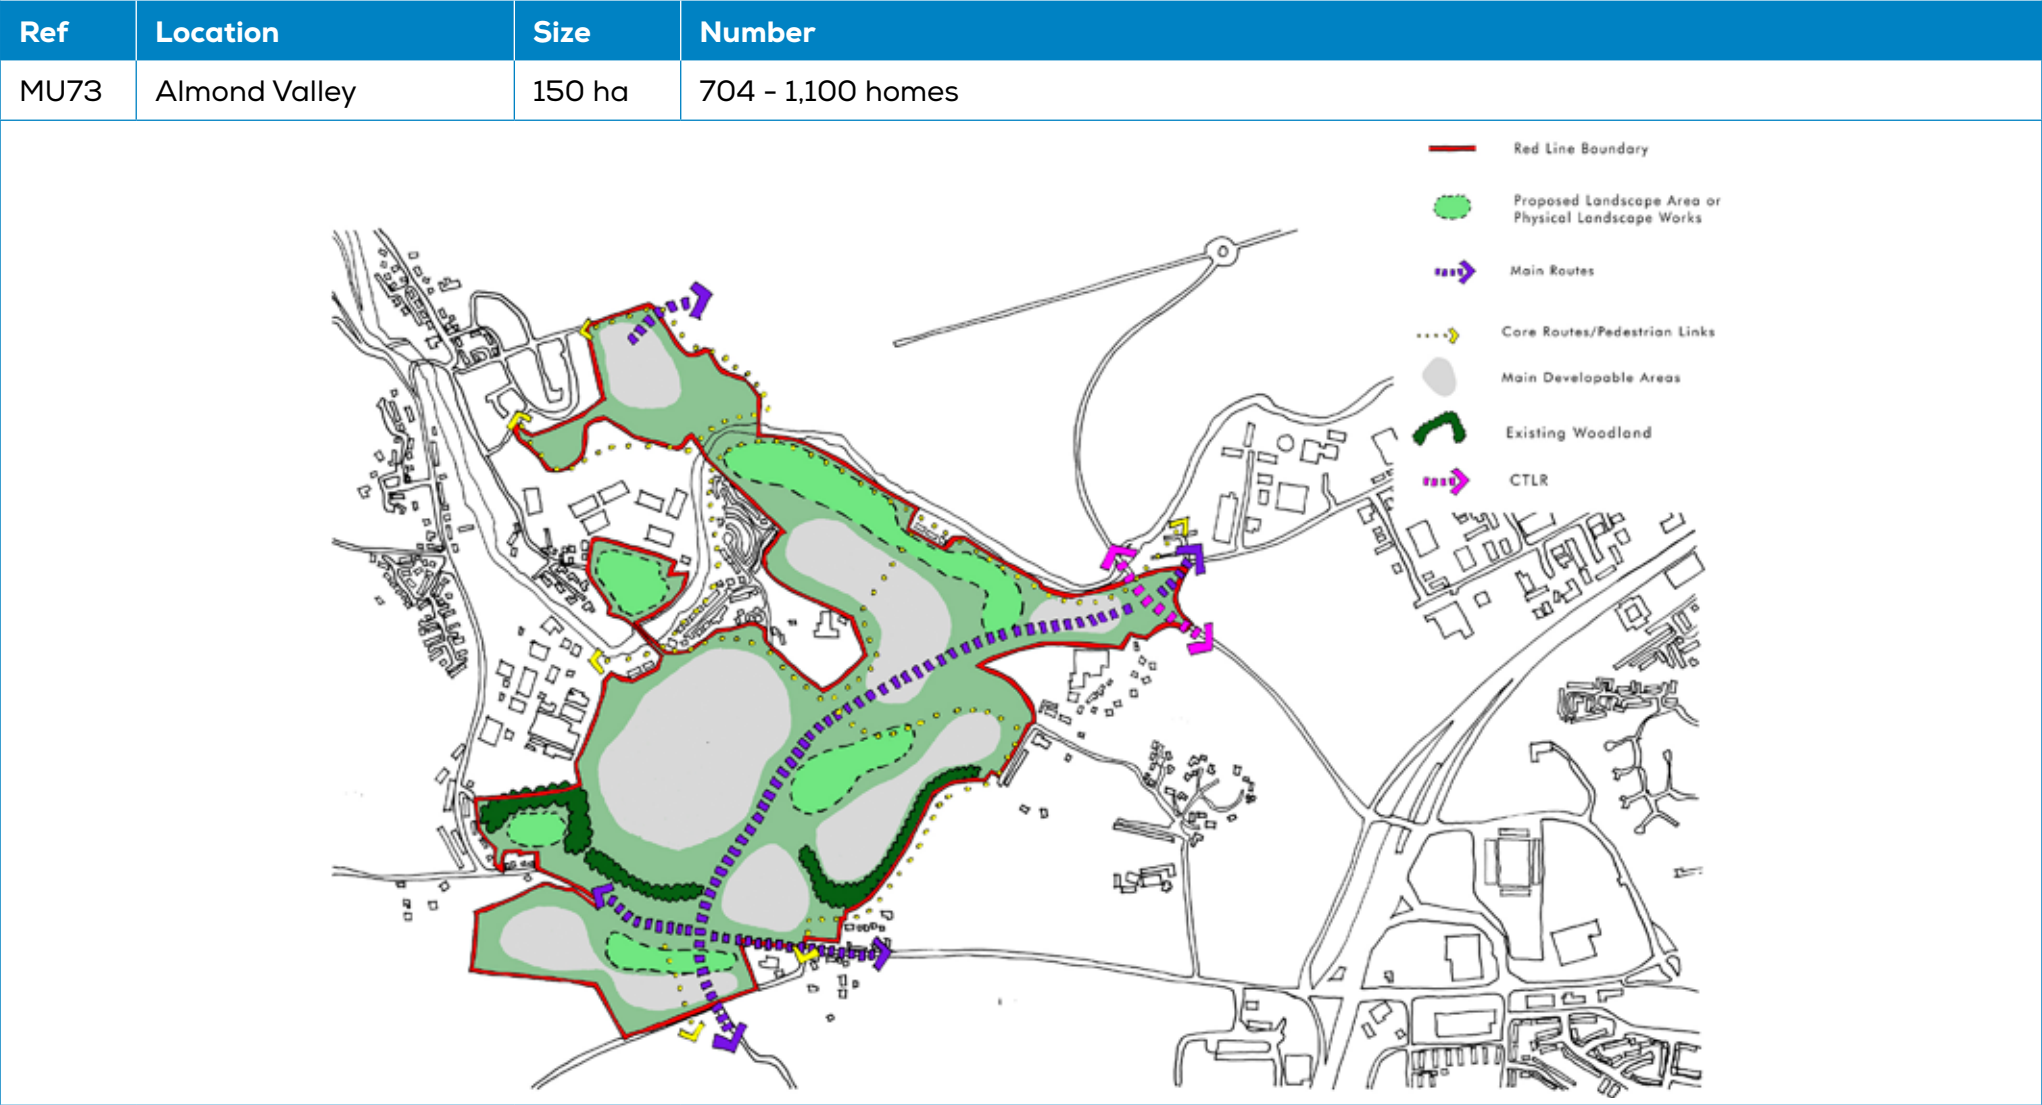 Ref Location Size Number
MU73 Almond Valley 150 ha 704 - 1,100 homes
Red Line Boundary
Proposed Landscape Area or
Physical Landscape Works
Main Routes
Core Routes/Pedestrian Links
Main Developable Areas
Existing Woodland
CTLR